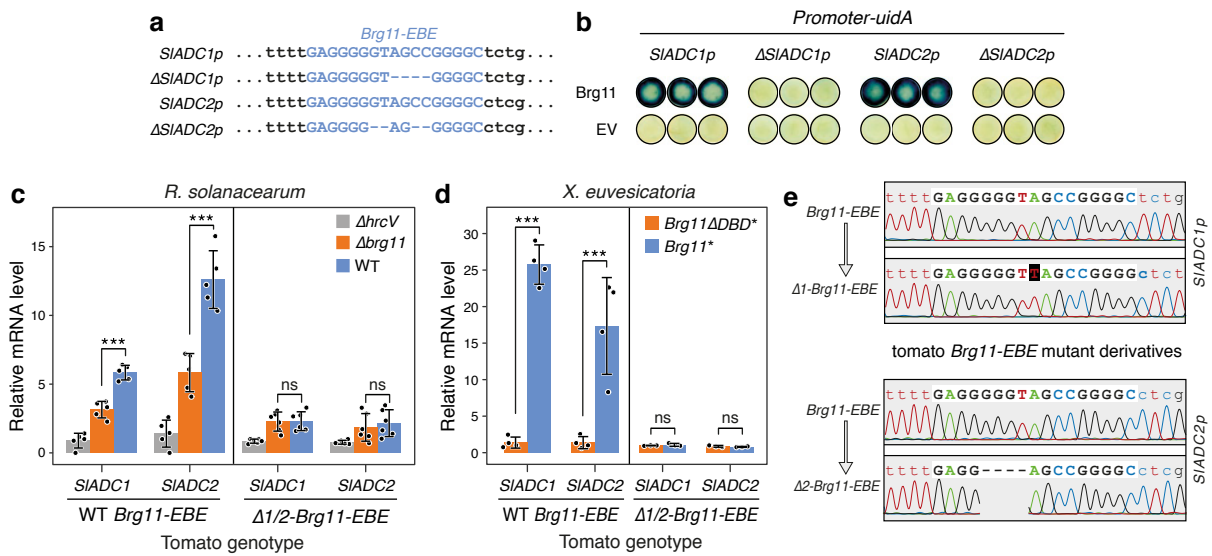 a
Brg11-EBE
SlADC1p ...ttttGAGGGGGTAGCCGGGGCtctg...
ΔSlADC1p ...ttttGAGGGGGT----GGGGCtctg...
SlADC2p ...ttttGAGGGGGTAGCCGGGGCtctcg...
ΔSlADC2p ...ttttGAGGGG--AG--GGGGCtctcg...
b
Promoter-uidA
SlADC1p ΔSlADC1p SlADC2p ΔSlADC2p
Brg11
EV
c
R. solanacearum
Relative mRNA level
15
10
5
0
ΔhrcV
Δbrg11
WT
*** *** ns ns
SlADC1 SlADC2 SlADC1 SlADC2
WT Brg11-EBE Δ1/2-Brg11-EBE
Tomato genotype
d
X. euvesicatoria
Relative mRNA level
30
25
20
15
10
5
0
Brg11ΔDBD*
Brg11*
*** *** ns ns
SlADC1 SlADC2 SlADC1 SlADC2
WT Brg11-EBE Δ1/2-Brg11-EBE
Tomato genotype
e
ttttGAGGGGGTAGCCGGGGCtctg
Brg11-EBE
ttttGAGGGGGTTAGCCGGGGctct
Δ1-Brg11-EBE
SlADC1p
tomato Brg11-EBE mutant derivatives
ttttGAGGGGGTAGCCGGGGCtctg
Brg11-EBE
ttttGAGG----AGCCGGGGCctcg
Δ2-Brg11-EBE
SlADC2p